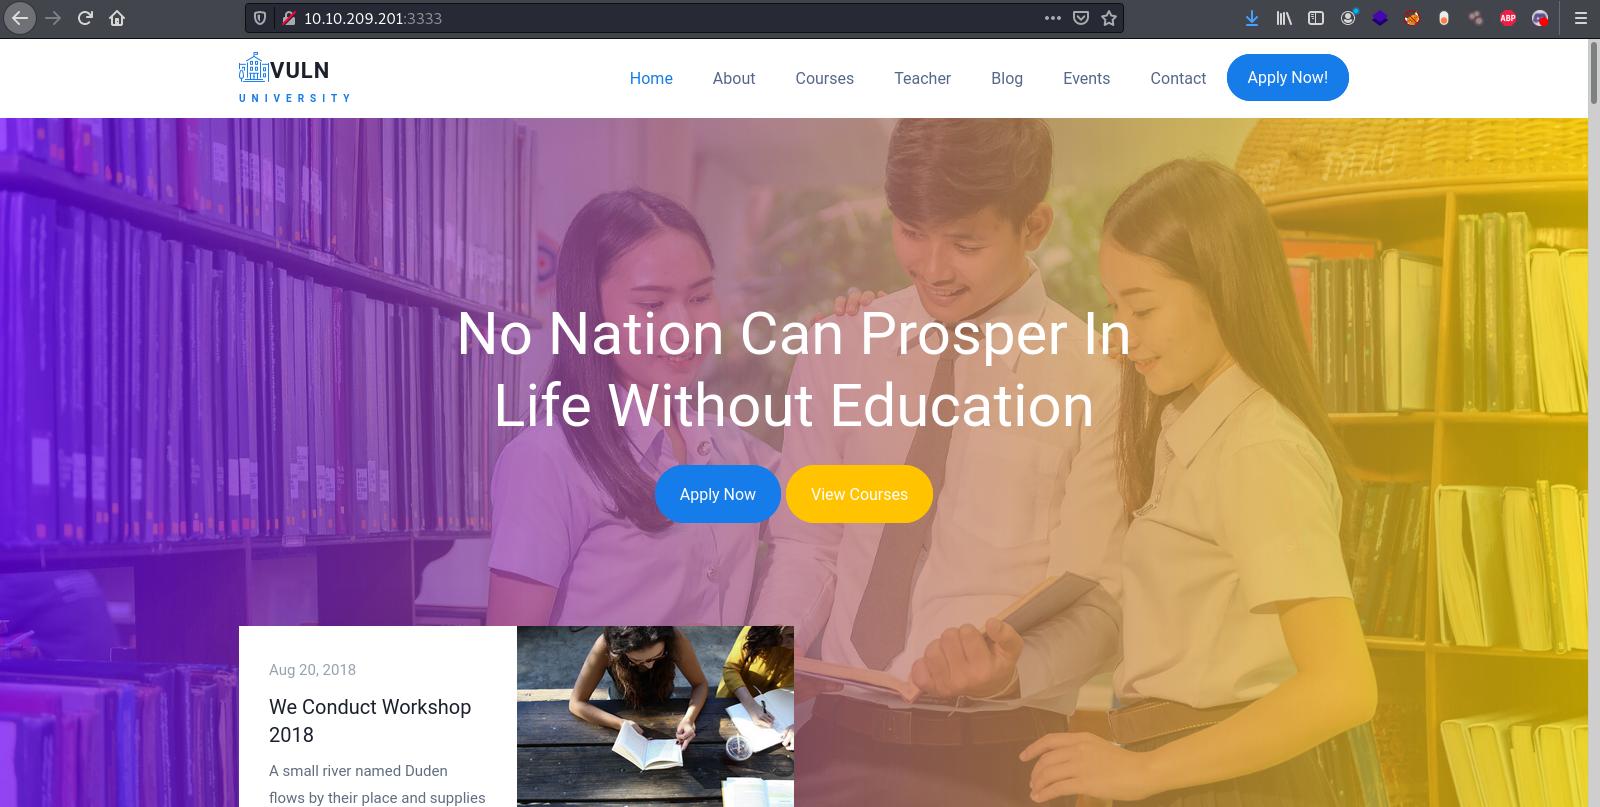 10.10.209.201:3333
ABP
VULN
UNIVERSITY
Home About Courses Teacher Blog Events Contact Apply Now!
No Nation Can Prosper In
Life Without Education
Apply Now View Courses
Aug 20, 2018
We Conduct Workshop
2018
A small river named Duden
flows by their place and supplies